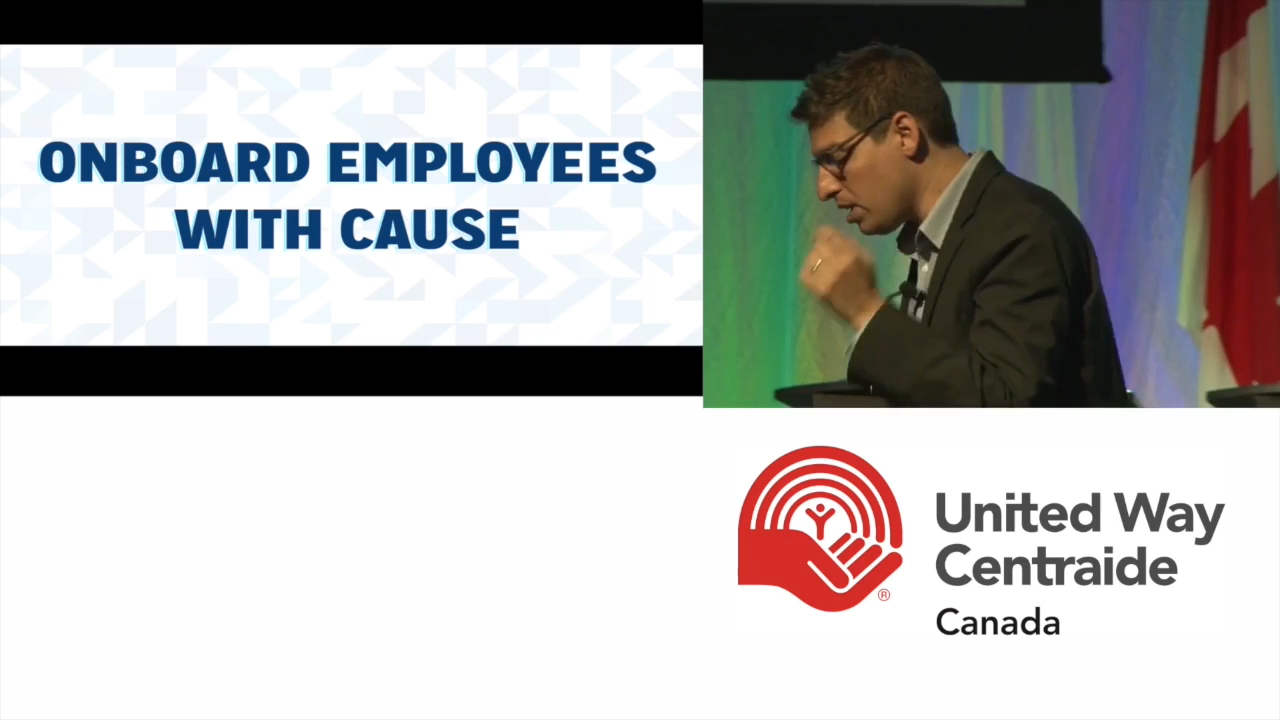 ONBOARD EMPLOYEES
WITH CAUSE
United Way
Centraide
®
Canada